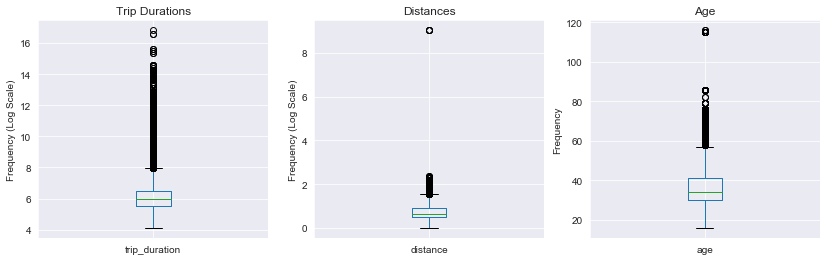 Trip Durations
Frequency (Log Scale)
16
14
12
10
8
6
4
trip_duration
Distances
Frequency (Log Scale)
8
6
4
2
0
distance
Age
Frequency
120
100
80
60
40
20
age